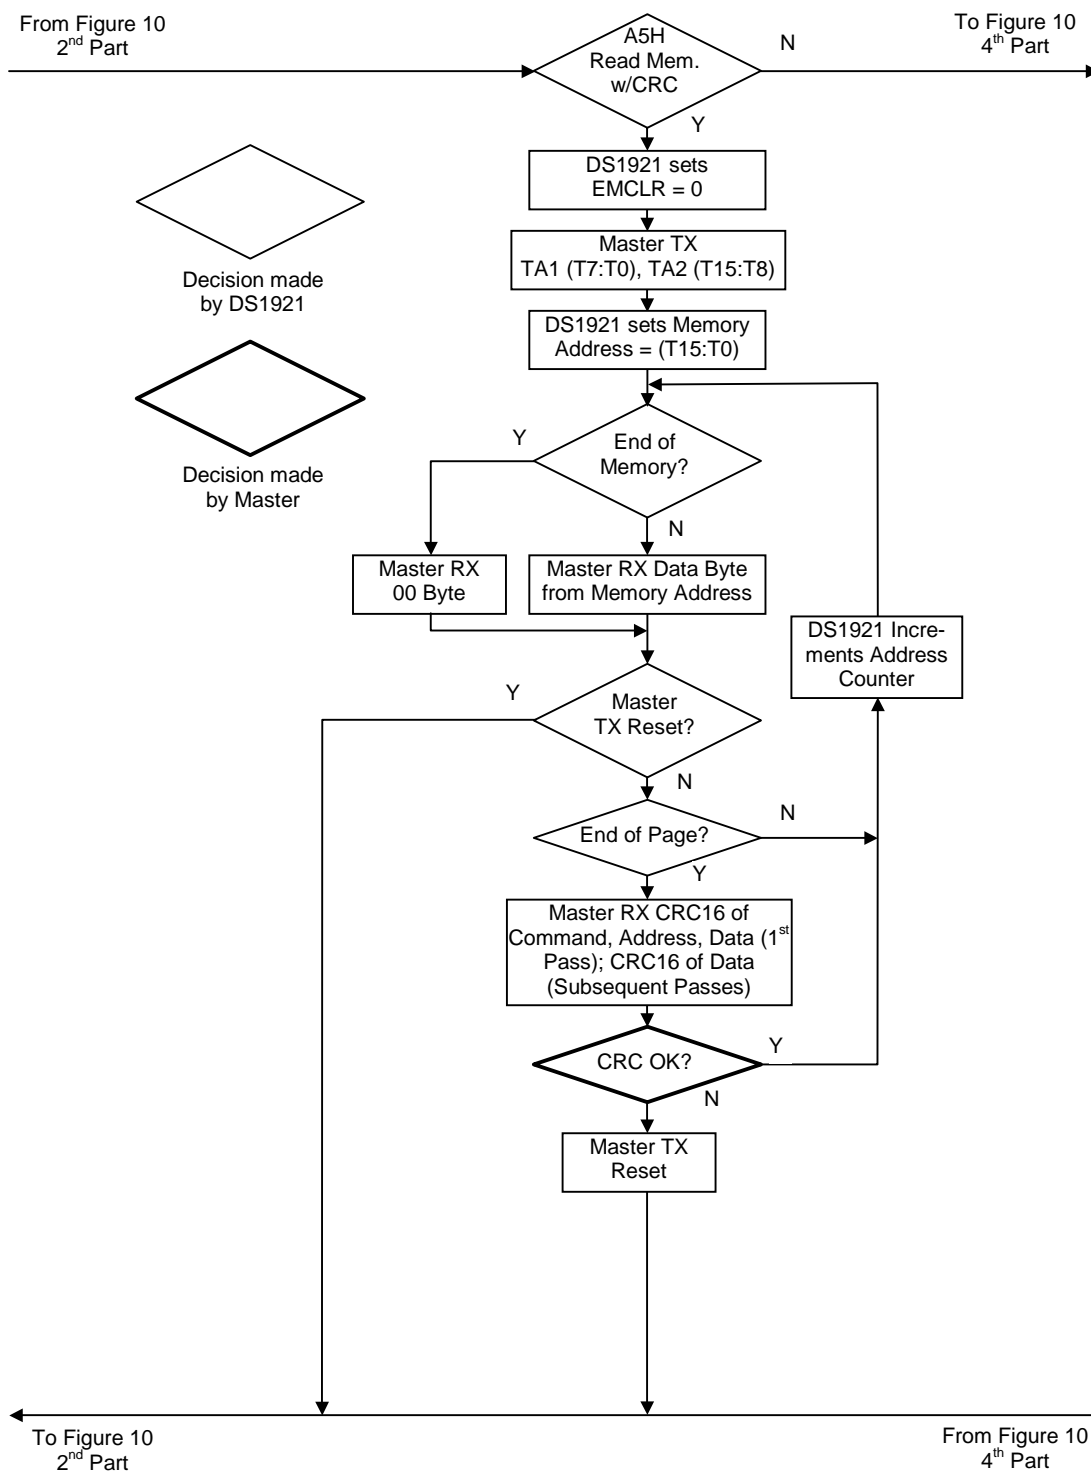 From Figure 10
2nd Part
A5H
Read Mem.
w/CRC
N
To Figure 10
4th Part
Y
DS1921 sets
EMCLR = 0
Master TX
TA1 (T7:T0), TA2 (T15:T8)
Decision made
by DS1921
DS1921 sets Memory
Address = (T15:T0)
Decision made
by Master
Y
End of
Memory?
N
Master RX
00 Byte
Master RX Data Byte
from Memory Address
DS1921 Incre-
ments Address
Counter
Y
Master
TX Reset?
N
End of Page?
N
Y
Master RX CRC16 of
Command, Address, Data (1st
Pass); CRC16 of Data
(Subsequent Passes)
CRC OK?
Y
N
Master TX
Reset
To Figure 10
2nd Part
From Figure 10
4th Part